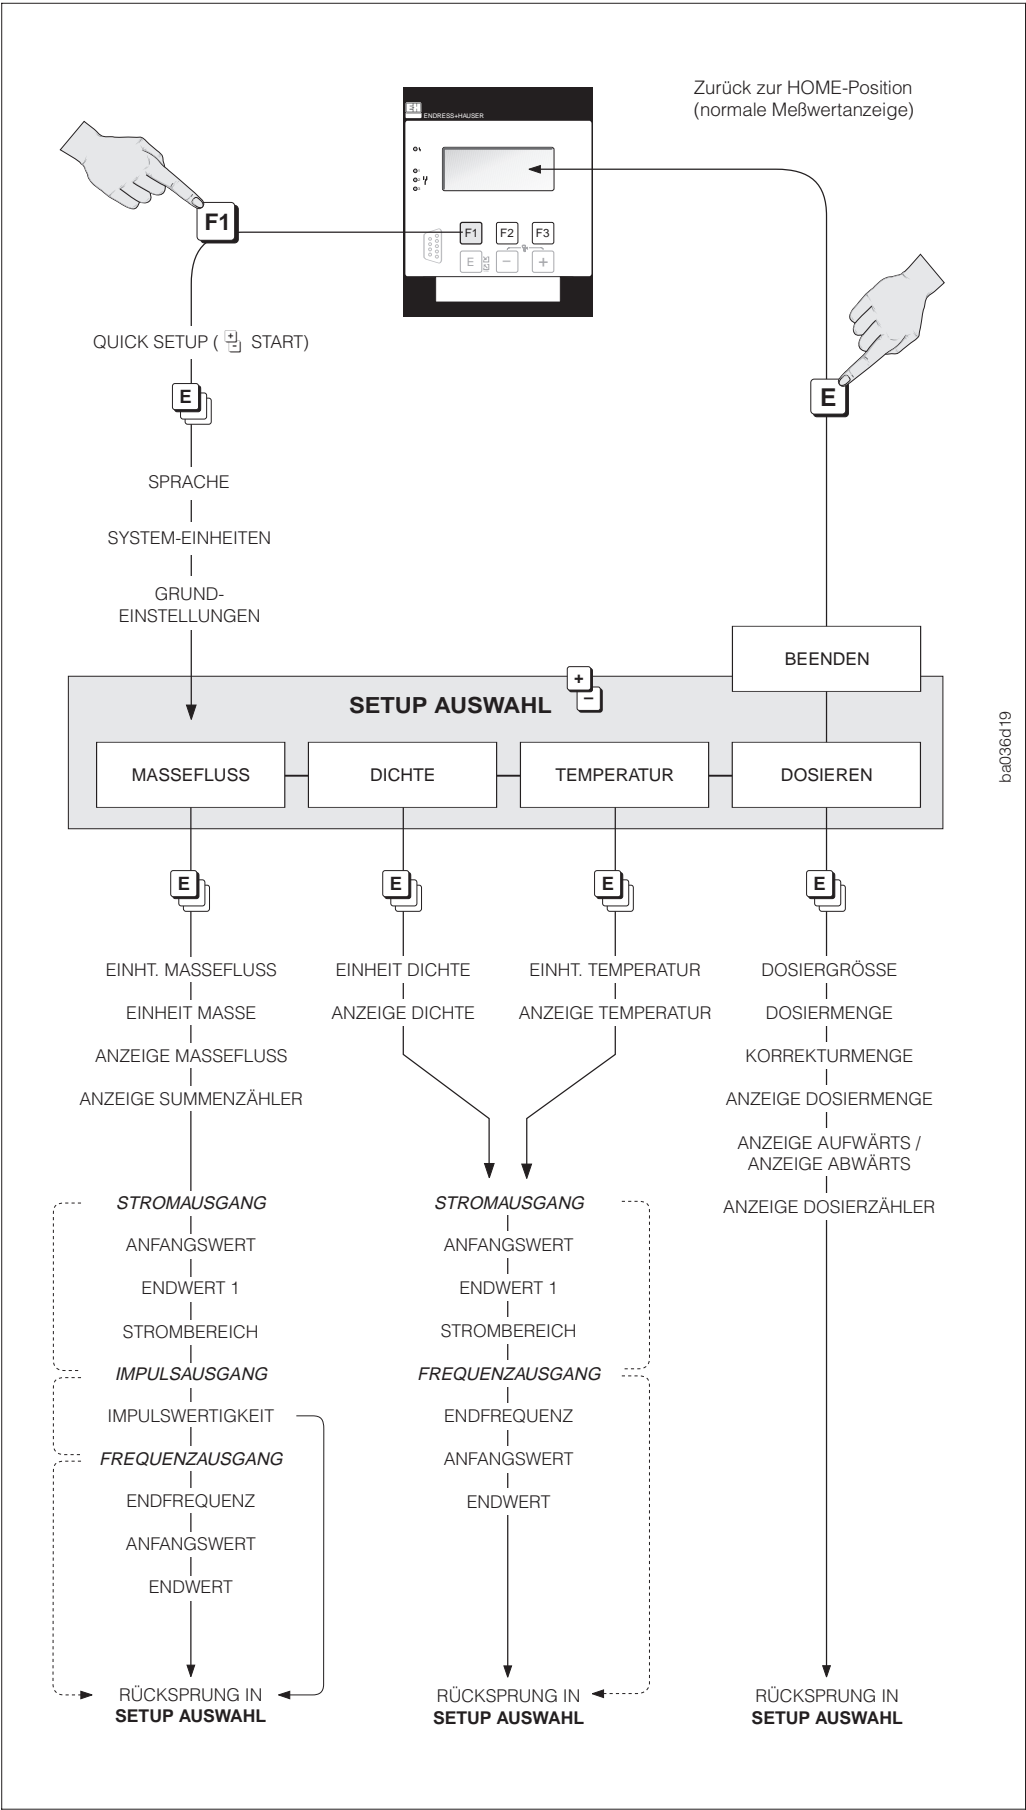 Zurück zur HOME-Position
(normale Meßwertanzeige)
EH
ENDRESS+HAUSER
F1
F1
F2
F3
E
−
+
QUICK SETUP ( + - START)
E
E
SPRACHE
SYSTEM-EINHEITEN
GRUND-
EINSTELLUNGEN
BEENDEN
SETUP AUSWAHL
+
−
MASSEFLUSS
DICHTE
TEMPERATUR
DOSIEREN
ba036d19
E
E
E
E
EINHT. MASSEFLUSS
EINHEIT MASSE
ANZEIGE MASSEFLUSS
ANZEIGE SUMMENZÄHLER
EINHEIT DICHTE
ANZEIGE DICHTE
EINHT. TEMPERATUR
ANZEIGE TEMPERATUR
DOSIERGRÖSSE
DOSIERMENGE
KORREKTURMENGE
ANZEIGE DOSIERMENGE
ANZEIGE AUFWÄRTS /
ANZEIGE ABWÄRTS
ANZEIGE DOSIERZÄHLER
STROMAUSGANG
ANFANGSWERT
ENDWERT 1
STROMBEREICH
IMPULSAUSGANG
IMPULSWERTIGKEIT
FREQUENZAUSGANG
ENDFREQUENZ
ANFANGSWERT
ENDWERT
RÜCKSPRUNG IN
SETUP AUSWAHL
STROMAUSGANG
ANFANGSWERT
ENDWERT 1
STROMBEREICH
FREQUENZAUSGANG
ENDFREQUENZ
ANFANGSWERT
ENDWERT
RÜCKSPRUNG IN
SETUP AUSWAHL
RÜCKSPRUNG IN
SETUP AUSWAHL